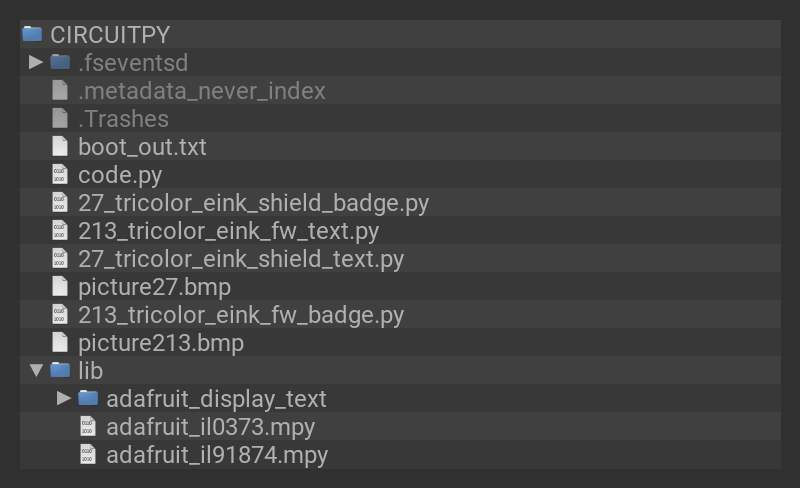 CIRCUITPY
.fseventsd
.metadata_never_index
.Trashes
boot_out.txt
code.py
27_tricolor_eink_shield_badge.py
213_tricolor_eink_fw_text.py
27_tricolor_eink_shield_text.py
picture27.bmp
213_tricolor_eink_fw_badge.py
picture213.bmp
lib
adafruit_display_text
adafruit_il0373.mpy
adafruit_il91874.mpy